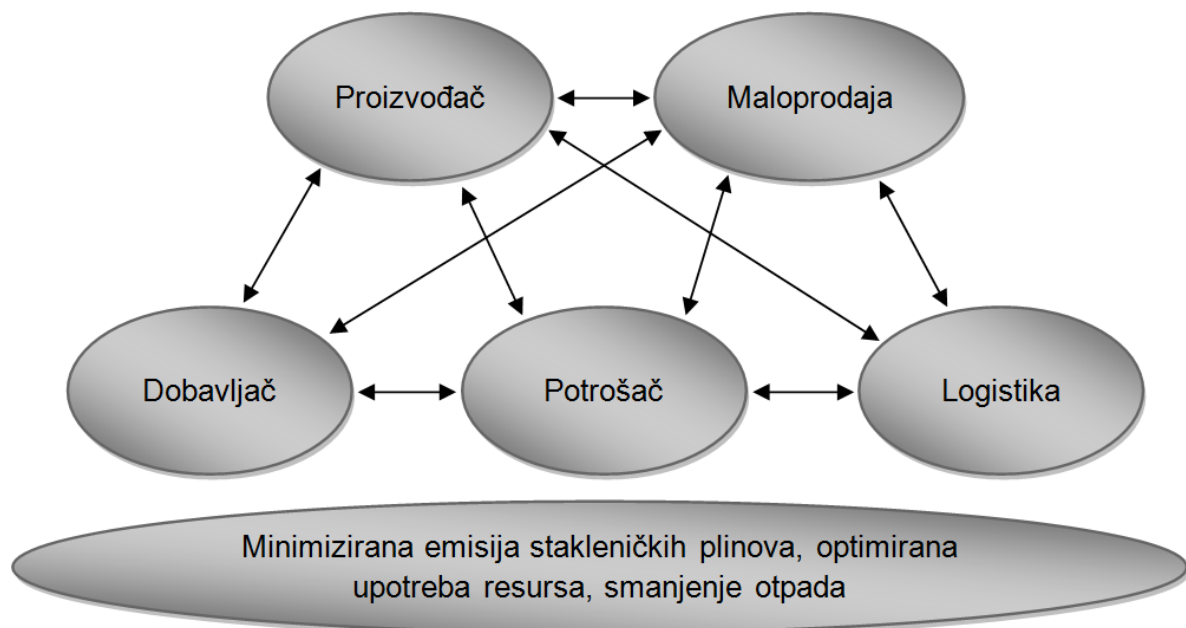 Proizvođač
Maloprodaja
Dobavljač
Potrošač
Logistika
Minimizirana emisija stakleničkih plinova, optimirana
upotreba resursa, smanjenje otpada